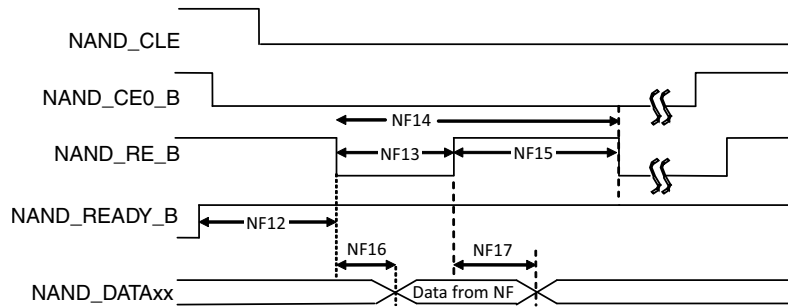 NAND_CLE
NAND_CE0_B
NF14
NAND_RE_B
NF13
NF15
NAND_READY_B
NF12
NF16
NF17
NAND_DATAxx
Data from NF